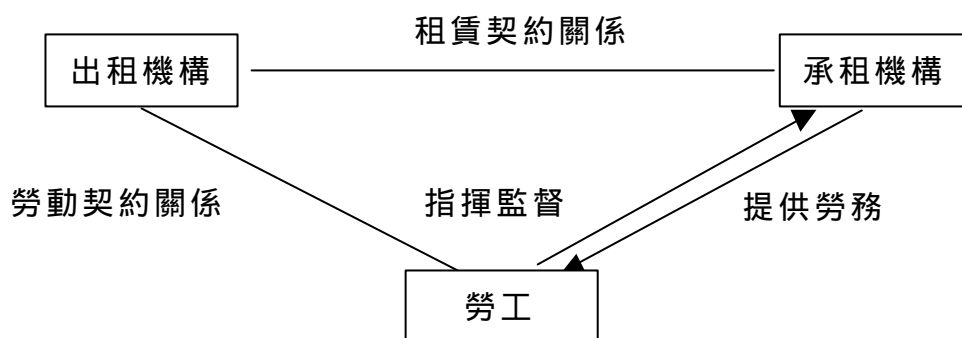 租賃契約關係
出租機構
承租機構
勞動契約關係
指揮監督
提供勞務
勞工